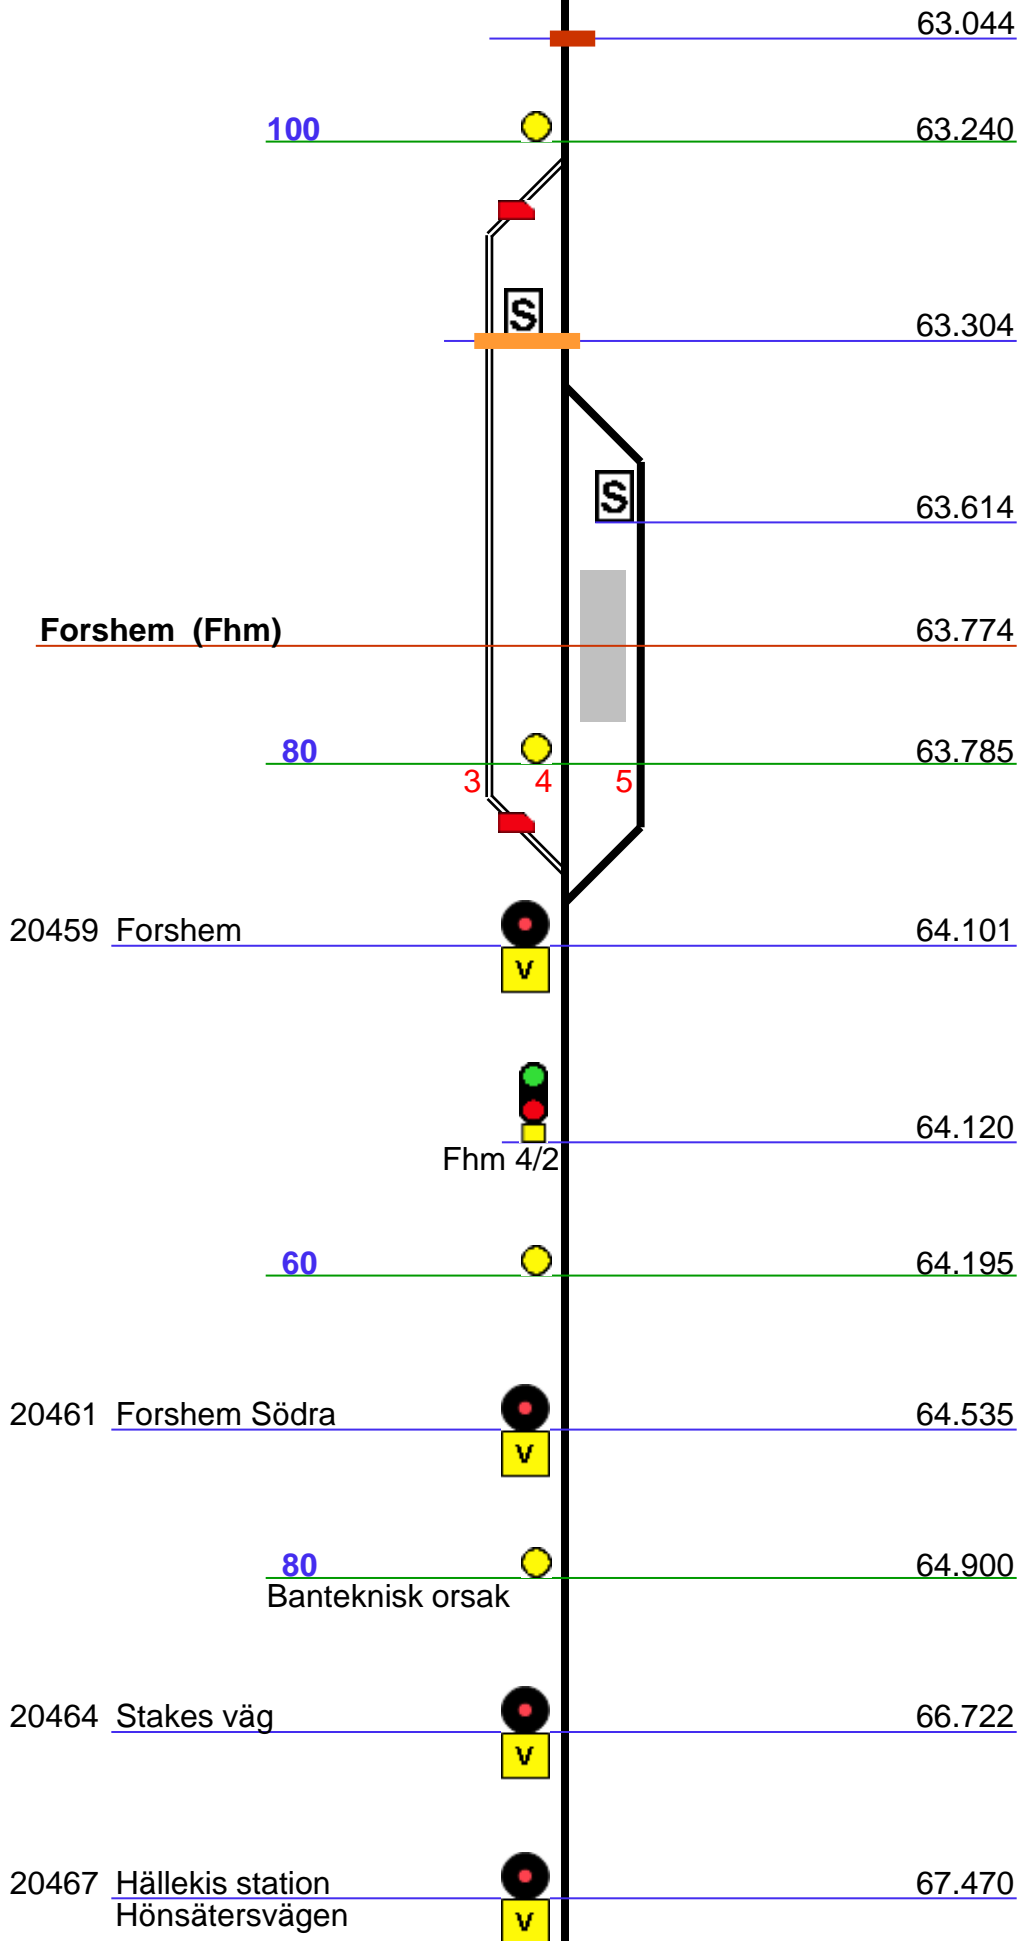 63.044
100 63.240
S
63.304
S
63.614
Forshem (Fhm) 63.774
80 63.785
3 4 5
20459 Forshem 64.101
V
64.120
Fhm 4/2
60 64.195
20461 Forshem Södra 64.535
V
80 64.900
Banteknisk orsak
20464 Stakes väg 66.722
V
20467 Hällekis station 67.470
Hönsätersvägen
V